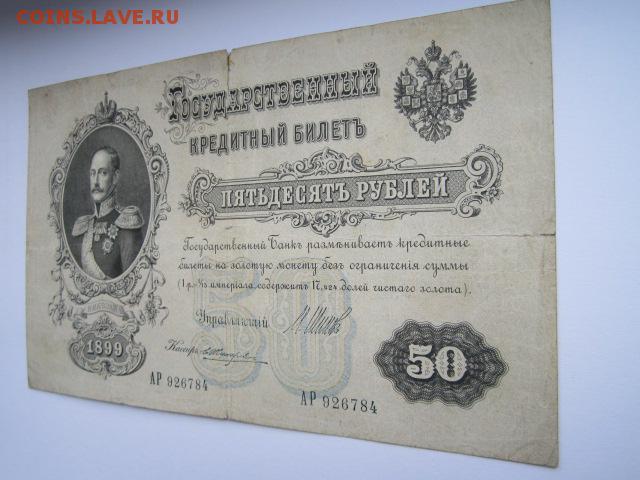 COINS.LAVE.RU
Государственный
кредитный билетъ
ПЯТЬДЕСЯТЪ РУБЛЕЙ
Государственный Банкъ размѣниваетъ кредитные
билеты на золотую монету безъ ограниченія суммы
(1 р.= 1/15 имперіала, содержитъ 17,424 долей чистаго золота).
Управляющій
Кассиръ
1899
50
50
АР 926784
АР 926784